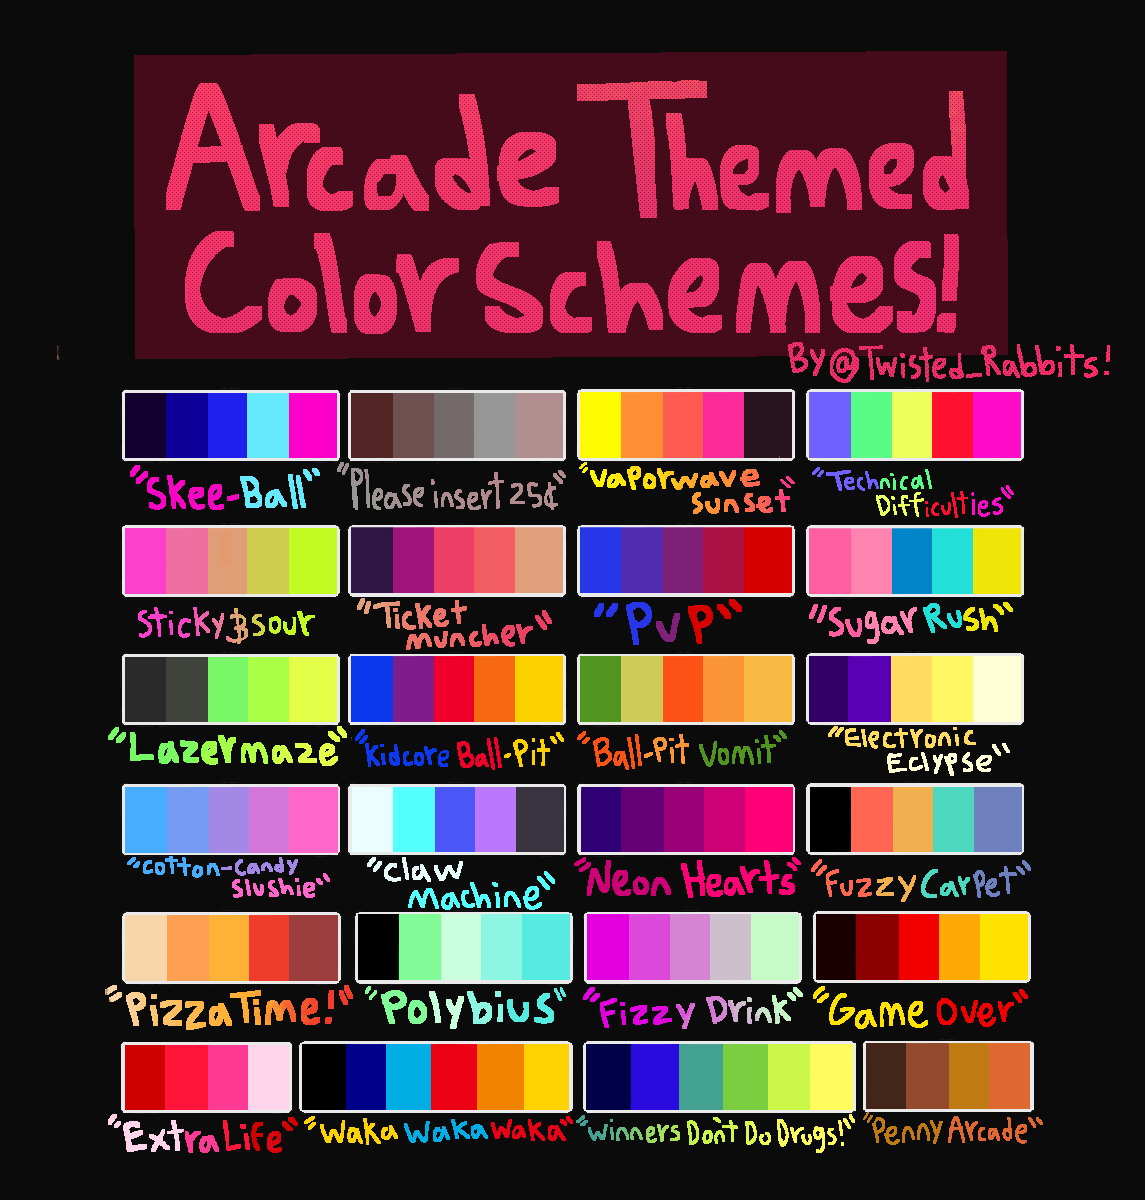 Arcade Themed
Color Schemes!
By @Twisted_Rabbits!
"Skee-Ball"
"Please insert 25¢"
"Vaporwave
Sunset"
"Technical
Difficulties"
Sticky $ Sour
"Ticket
muncher"
"PvP"
"Sugar Rush"
"Lazermaze"
"Kidcore Ball-Pit"
"Ball-Pit Vomit"
"Electronic
Eclypse"
"Cotton-Candy
Slushie"
"Claw
Machine"
"Neon Hearts"
"Fuzzy Carpet"
"Pizza Time!"
"Polybius"
"Fizzy Drink"
"Game Over"
"Extra Life"
"Waka Waka Waka"
"Winners Don't Do Drugs!"
"Penny Arcade"